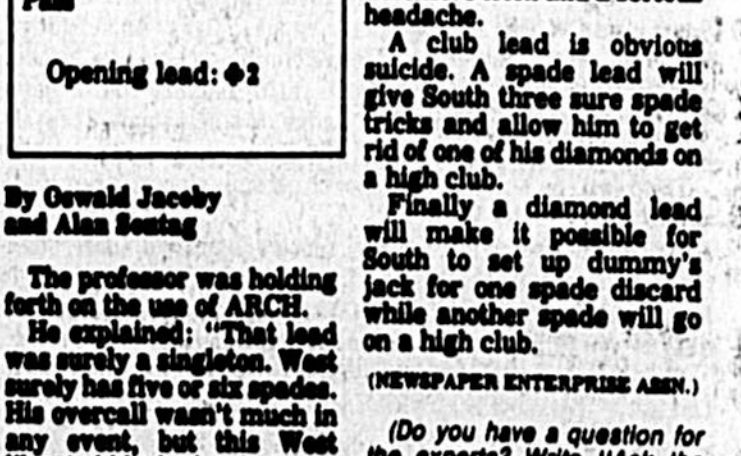 Pass
Opening lead: ♦2
By Oswald Jacoby
and Alan Sontag
The professor was holding
forth on the use of ARCH.
He explained: "That lead
was surely a singleton. West
surely has five or six spades.
His overcall wasn't much in
any event, but this West
headache.
A club lead is obvious
suicide. A spade lead will
give South three sure spade
tricks and allow him to get
rid of one of his diamonds on
a high club.
Finally a diamond lead
will make it possible for
South to set up dummy's
jack for one spade discard
while another spade will go
on a high club.
(NEWSPAPER ENTERPRISE ASSN.)
(Do you have a question for
the experts? Write "Ask the